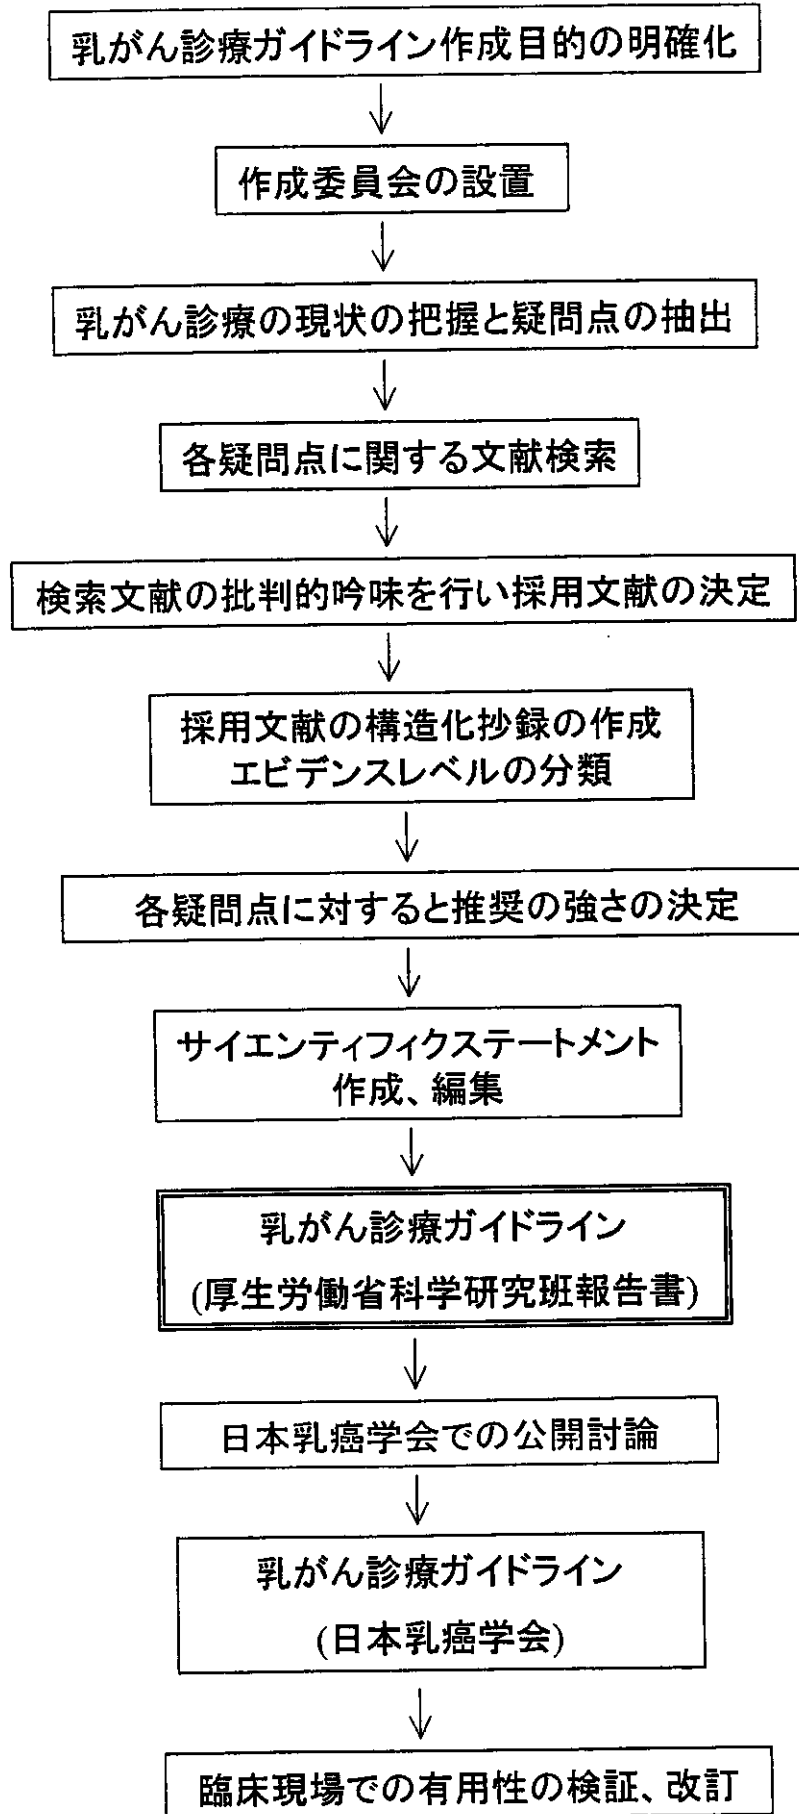 乳がん診療ガイドライン作成目的の明確化
作成委員会の設置
乳がん診療の現状の把握と疑問点の抽出
各疑問点に関する文献検索
検索文献の批判的吟味を行い採用文献の決定
採用文献の構造化抄録の作成
エビデンスレベルの分類
各疑問点に対すると推奨の強さの決定
サイエンティフィクステートメント
作成、編集
乳がん診療ガイドライン
(厚生労働省科学研究班報告書)
日本乳癌学会での公開討論
乳がん診療ガイドライン
(日本乳癌学会)
臨床現場での有用性の検証、改訂